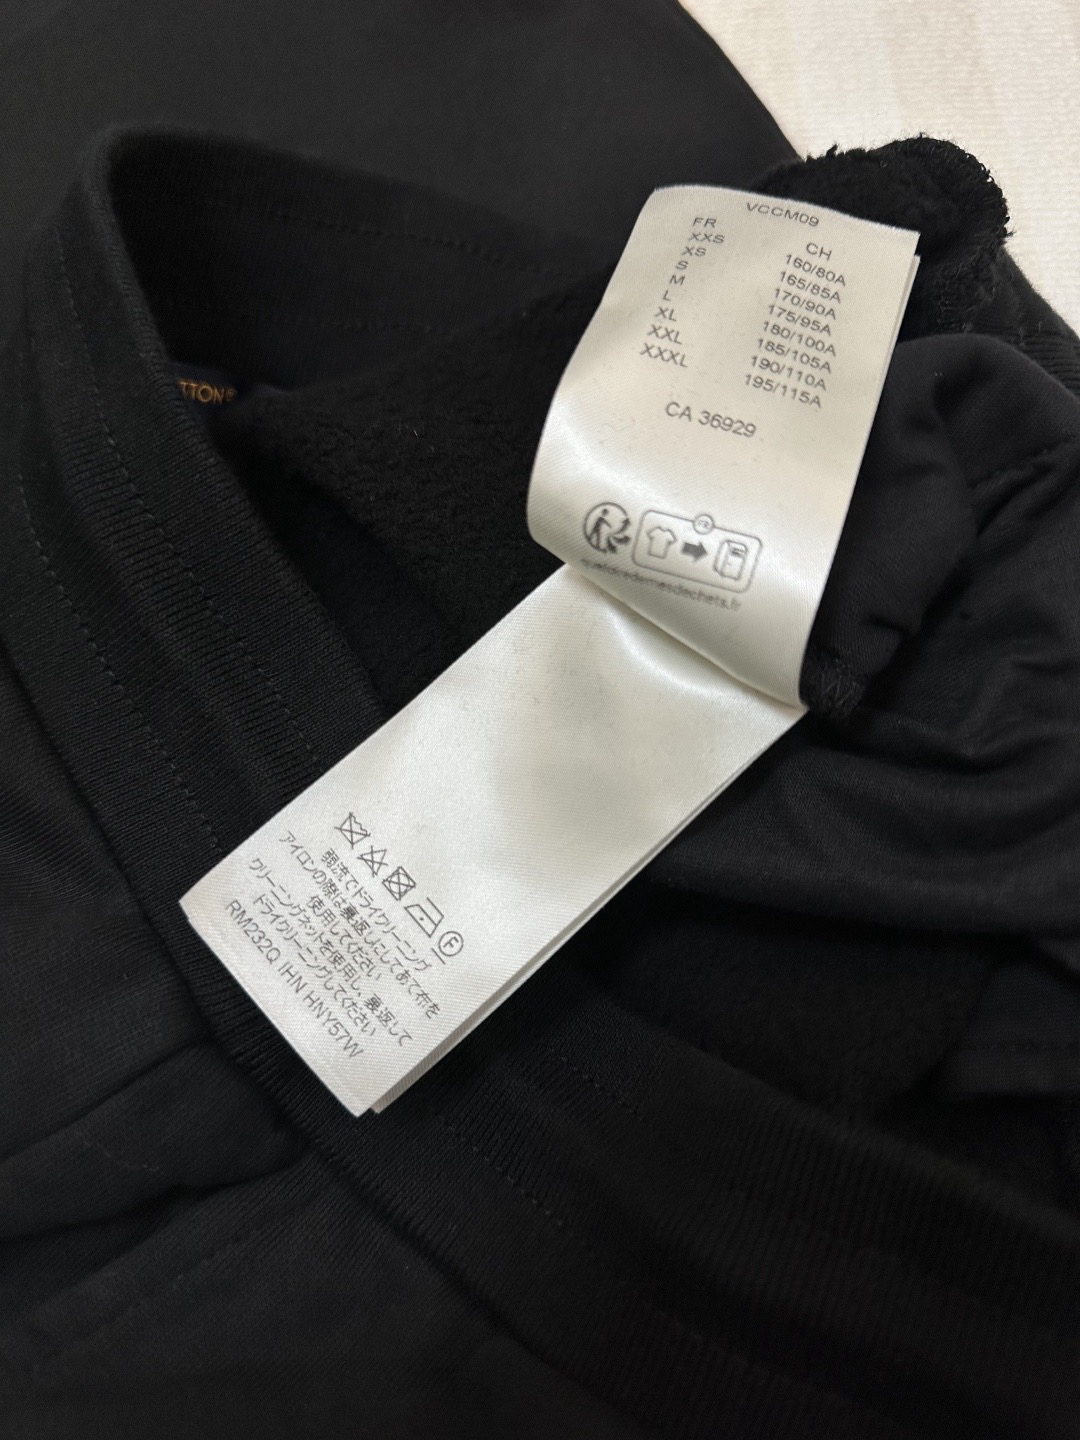 VCCM09
FR CH
XXS 160/80A
XS 165/85A
S 170/90A
M 175/95A
L 180/100A
XL 185/105A
XXL 190/110A
XXXL 195/115A
CA 36929
FR
quefairedemesdechets.fr
TTON
F
弱流でドライクリーニング
アイロンの際は裏返しにしてあて布を
使用してください
クリーニングネットを使用し、裏返して
ドライクリーニングしてください
RM232Q IHN HNY57W